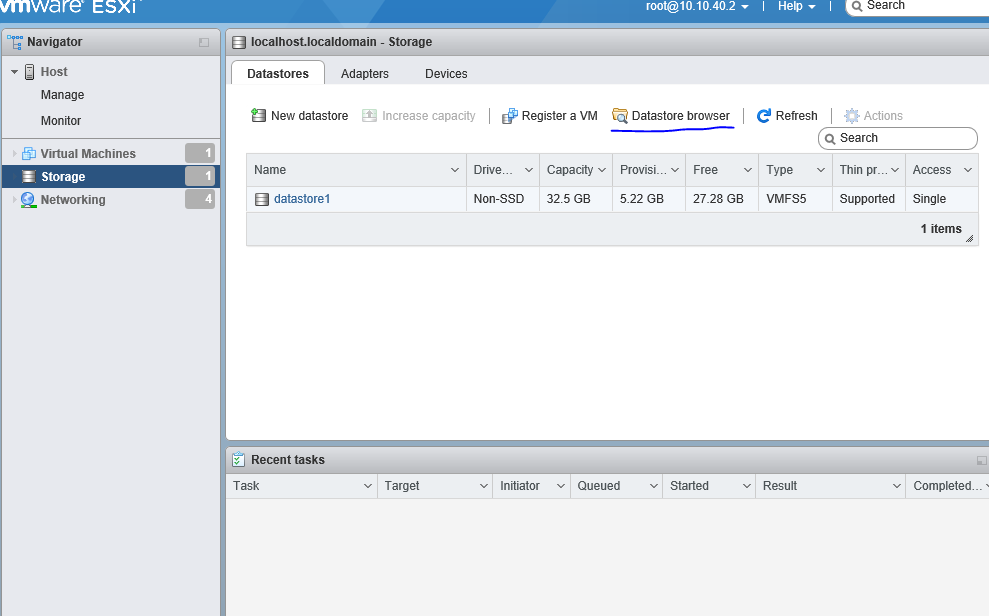 vmware® ESXi™
root@10.10.40.2 | Help | Search
Navigator
Host
Manage
Monitor
Virtual Machines 1
Storage 1
Networking 4
localhost.localdomain - Storage
Datastores Adapters Devices
New datastore Increase capacity | Register a VM Datastore browser | Refresh | Actions
Search
Name Drive... Capacity Provisi... Free Type Thin pr... Access
datastore1 Non-SSD 32.5 GB 5.22 GB 27.28 GB VMFS5 Supported Single
1 items
Recent tasks
Task Target Initiator Queued Started Result Completed...